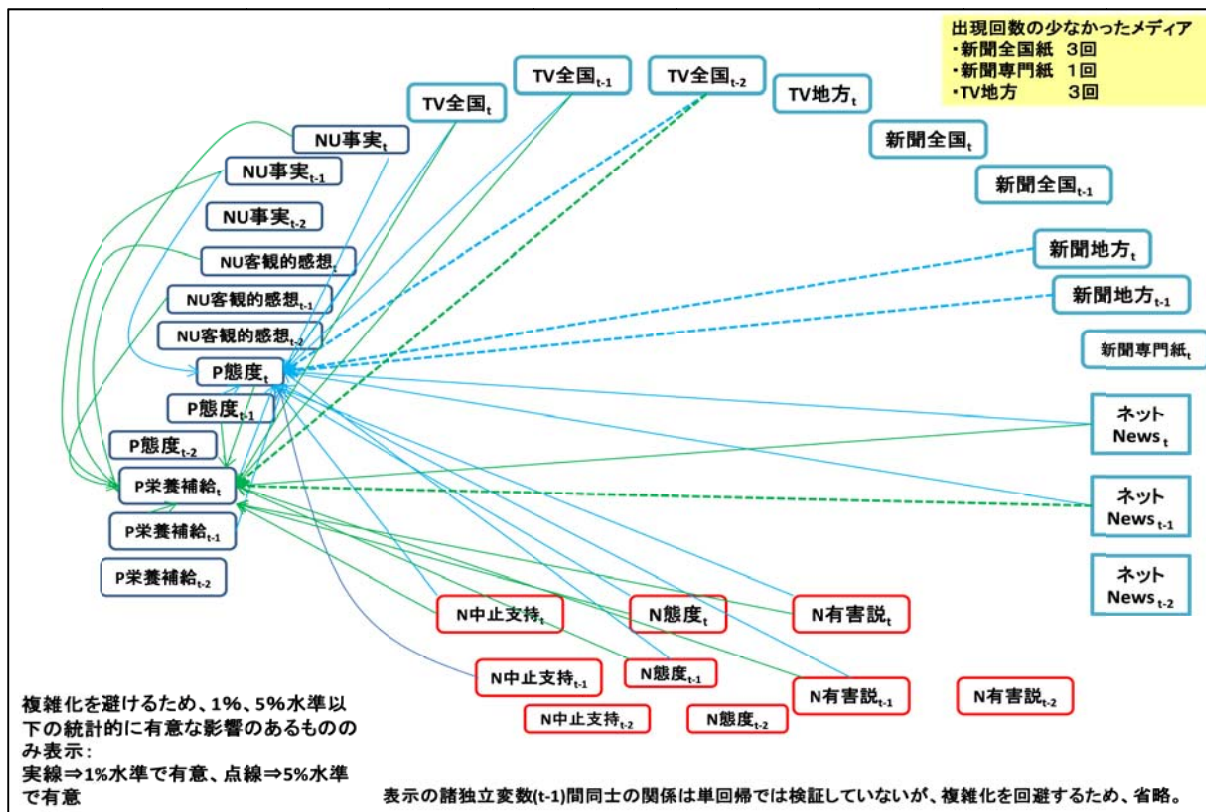 出現回数の少なかったメディア
・新聞全国紙 3回
・新聞専門紙 1回
・TV地方 3回
TV全国t-1
TV全国t-2
TV全国t
TV地方t
NU事実t
新聞全国t
NU事実t-1
新聞全国t-1
NU事実t-2
新聞地方t
NU客観的感想t
新聞地方t-1
NU客観的感想t-1
NU客観的感想t-2
新聞専門紙t
P態度t
P態度t-1
ネット
News t
P態度t-2
P栄養補給t
ネット
News t-1
P栄養補給t-1
P栄養補給t-2
ネット
News t-2
N中止支持t
N態度t
N有害説t
N中止支持t-1
N態度t-1
N有害説t-1
N有害説t-2
N中止支持t-2
N態度t-2
複雑化を避けるため、1%、5%水準以
下の統計的に有意な影響のあるものの
み表示：
実線⇒1%水準で有意、点線⇒5%水準
で有意
表示の諸独立変数(t-1)間同士の関係は単回帰では検証していないが、複雑化を回避するため、省略。